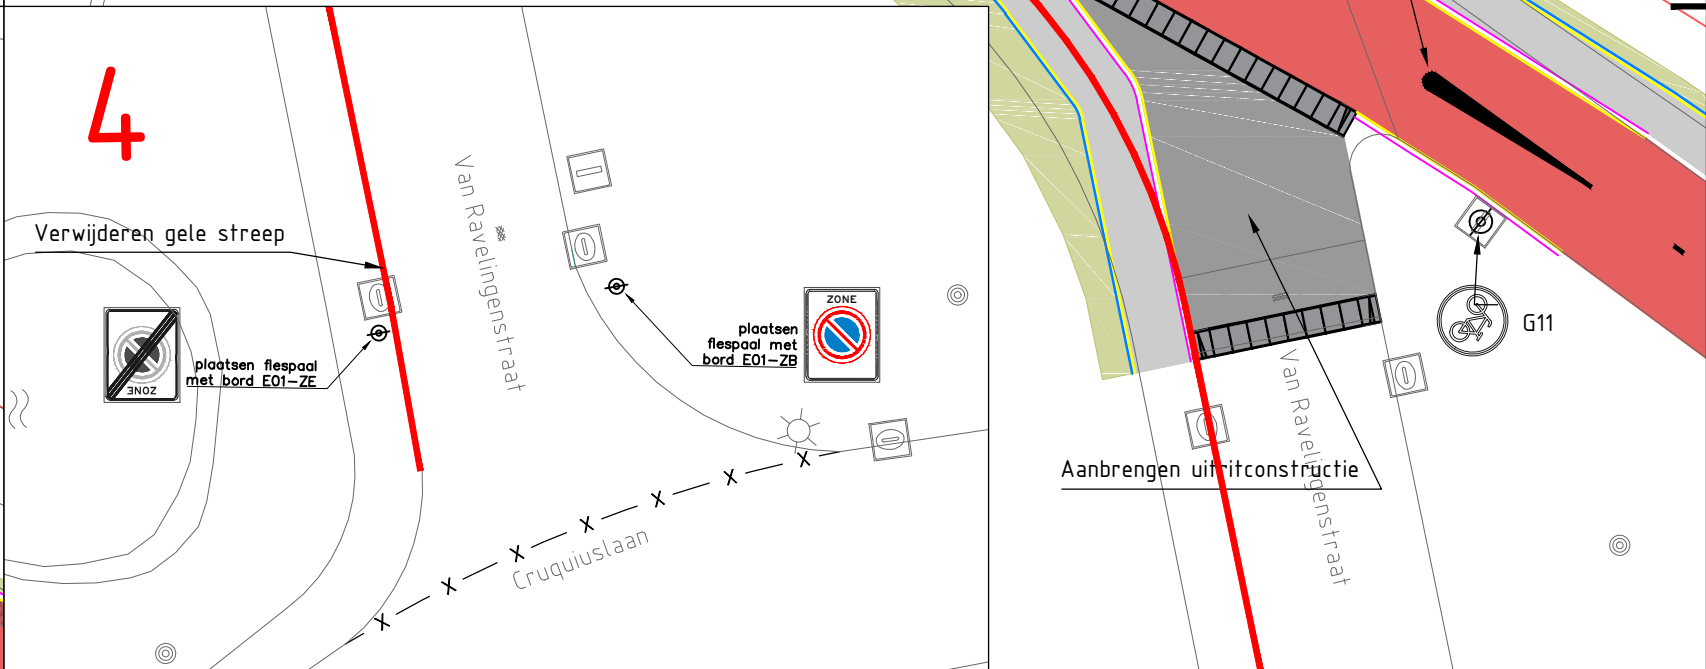 4
Verwijderen gele streep
ZONE
plaatsen flespaal
met bord E01-ZE
Van Ravelingenstraat
plaatsen
flespaal met
bord E01-ZB
ZONE
Cruquiuslaan
G11
Aanbrengen uitritconstructie
Van Ravelingenstraat